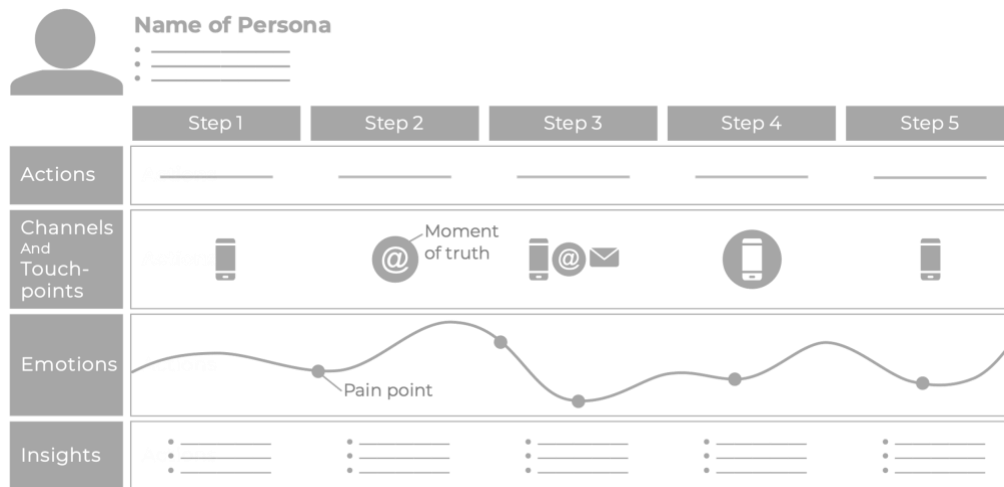 Name of Persona
Step 1
Step 2
Step 3
Step 4
Step 5
Actions
Channels
And
Touch-
points
@
Moment
of truth
@
Emotions
Pain point
Insights